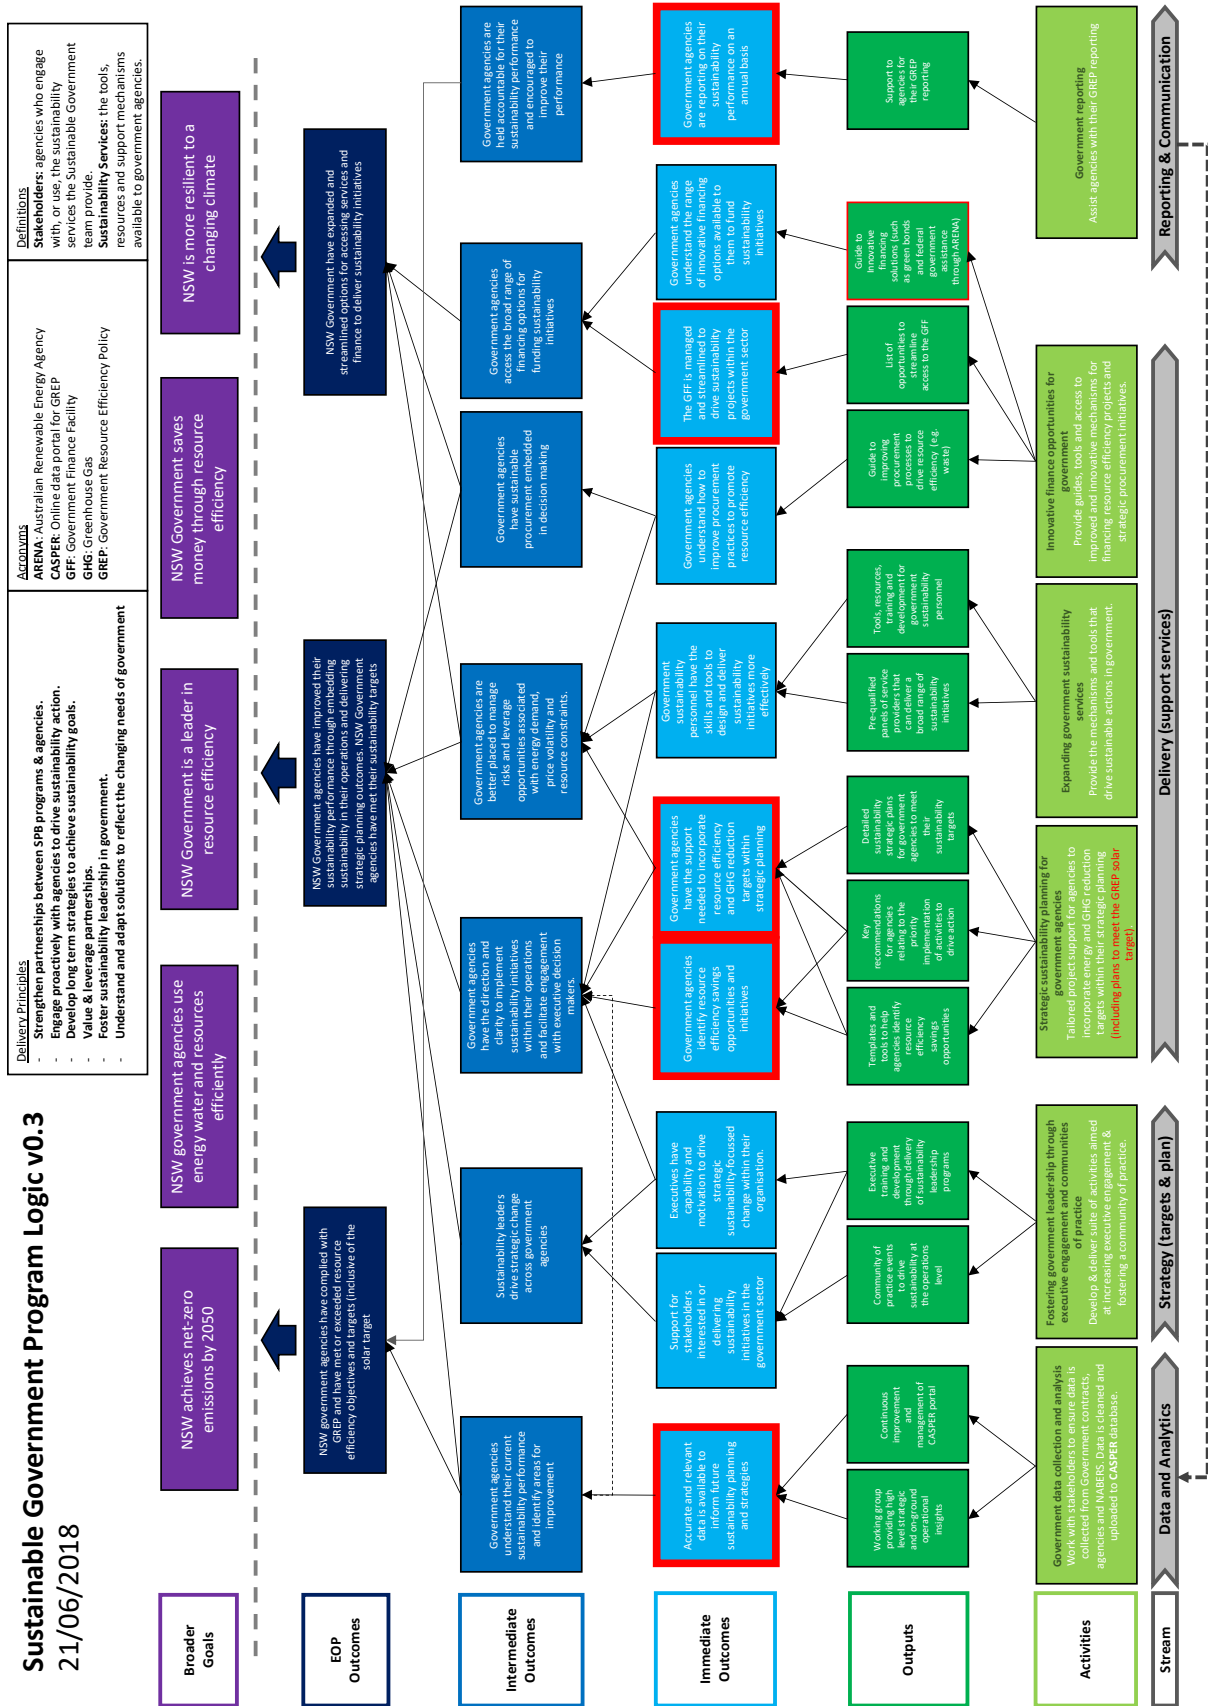 Sustainable Government Program Logic v0.3
21/06/2018
Delivery Principles
- Strengthen partnerships between SPB programs & agencies.
- Engage proactively with agencies to drive sustainability action.
- Develop long term strategies to achieve sustainability goals.
- Value & leverage partnerships.
- Foster sustainability leadership in government.
- Understand and adapt solutions to reflect the changing needs of government
Acronyms
ARENA: Australian Renewable Energy Agency
CASPER: Online data portal for GREP
GFF: Government Finance Facility
GHG: Greenhouse Gas
GREP: Government Resource Efficiency Policy
Definitions
Stakeholders: agencies who engage
with, or use, the sustainability
services the Sustainable Government
team provide.
Sustainability Services: the tools,
resources and support mechanisms
available to government agencies.
Broader
Goals
NSW achieves net-zero
emissions by 2050
NSW government agencies use
energy water and resources
efficiently
NSW Government is a leader in
resource efficiency
NSW Government saves
money through resource
efficiency
NSW is more resilient to a
changing climate
EOP
Outcomes
NSW government agencies have complied with
GREP and have met or exceeded resource
efficiency objectives and targets (inclusive of the
solar target
NSW Government agencies have improved their
sustainability performance through embedding
sustainability in their operations and delivering
strategic planning outcomes. NSW Government
agencies have met their sustainability targets
NSW Government have expanded and
streamlined options for accessing services and
finance to deliver sustainability initiatives
Intermediate
Outcomes
Government agencies
understand their current
sustainability performance
and identify areas for
improvement
Sustainability leaders
drive strategic change
across government
agencies
Government agencies
have the direction and
clarity to implement
sustainability initiatives
within their operations
and facilitate engagement
with executive decision
makers.
Government agencies are
better placed to manage
risks and leverage
opportunities associated
with energy demand,
price volatility and
resource constraints.
Government agencies
have sustainable
procurement embedded
in decision making
Government agencies
access the broad range of
financing options for
funding sustainability
initiatives
Government agencies are
held accountable for their
sustainability performance
and encouraged to
improve their
performance
Immediate
Outcomes
Accurate and relevant
data is available to
inform future
sustainability planning
and strategies
Support for
stakeholders
interested in or
delivering
sustainability
initiatives in the
government sector
Executives have
capability and
motivation to drive
strategic
sustainability-focussed
change within their
organisation.
Government agencies
identify resource
efficiency savings
opportunities and
initiatives
Government agencies
have the support
needed to incorporate
resource efficiency
and GHG reduction
targets within
strategic planning
Government
sustainability
personnel have the
skills and tools to
design and deliver
sustainability
initiatives more
effectively
Government agencies
understand how to
improve procurement
practices to promote
resource efficiency
The GFF is managed
and streamlined to
drive sustainability
projects within the
government sector
Government agencies
understand the range
of innovative financing
options available to
them to fund
sustainability
initiatives
Government agencies
are reporting on their
sustainability
performance on an
annual basis
Outputs
Working group
providing high
level strategic
and on-ground
operational
insights
Continuous
improvement
and
management of
CASPER portal
Community of
practice events
to drive
sustainability at
the operations
level
Executive
training and
development
through delivery
of sustainability
leadership
programs
Templates and
tools to help
agencies identify
resource
efficiency
savings
opportunities
Key
recommendations
for agencies
relating to the
priority
implementation
of activities to
drive action
Detailed
sustainability
strategic plans
for government
agencies to meet
their
sustainability
targets
Pre-qualified
panels of service
providers that
can deliver a
broad range of
sustainability
initiatives
Tools, resources,
training and
development for
government
sustainability
personnel
Guide to
improving
procurement
processes to
drive resource
efficiency (e.g.
waste)
List of
opportunities to
streamline
access to the GFF
Guide to
Innovative
financing
solutions (such
as green bonds
and federal
government
assistance
through ARENA)
Support to
agencies for
their GREP
reporting
Activities
Government data collection and analysis
Work with stakeholders to ensure data is
collected from Government contracts,
agencies and NABERS. Data is cleaned and
uploaded to CASPER database.
Fostering government leadership through
executive engagement and communities
of practice
Develop & deliver suite of activities aimed
at increasing executive engagement &
fostering a community of practice.
Strategic sustainability planning for
government agencies
Tailored project support for agencies to
incorporate energy and GHG reduction
targets within their strategic planning
(including plans to meet the GREP solar
target).
Expanding government sustainability
services
Provide the mechanisms and tools that
drive sustainable actions in government.
Innovative finance opportunities for
government
Provide guides, tools and access to
improved and innovative mechanisms for
financing resource efficiency projects and
strategic procurement initiatives.
Government reporting
Assist agencies with their GREP reporting
Stream
Data and Analytics
Strategy (targets & plan)
Delivery (support services)
Reporting & Communication